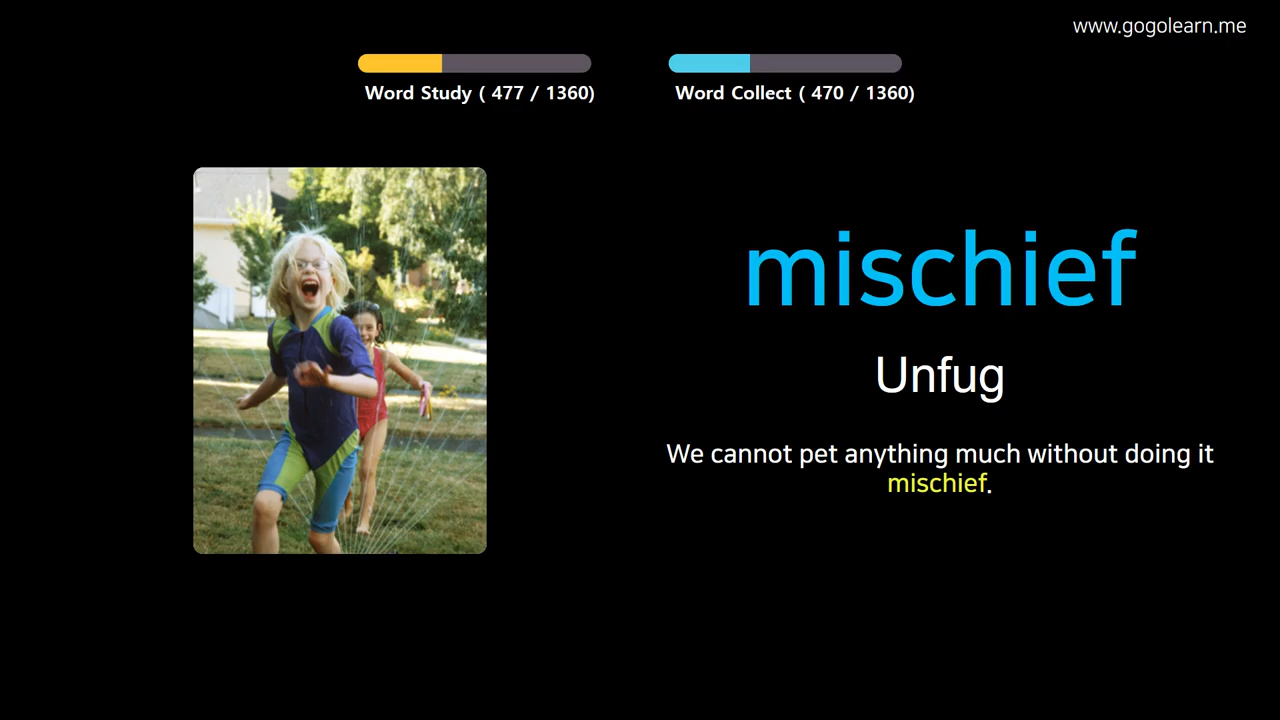 www.gogolearn.me
Word Study ( 477 / 1360)
Word Collect ( 470 / 1360)
mischief
Unfug
We cannot pet anything much without doing it
mischief.